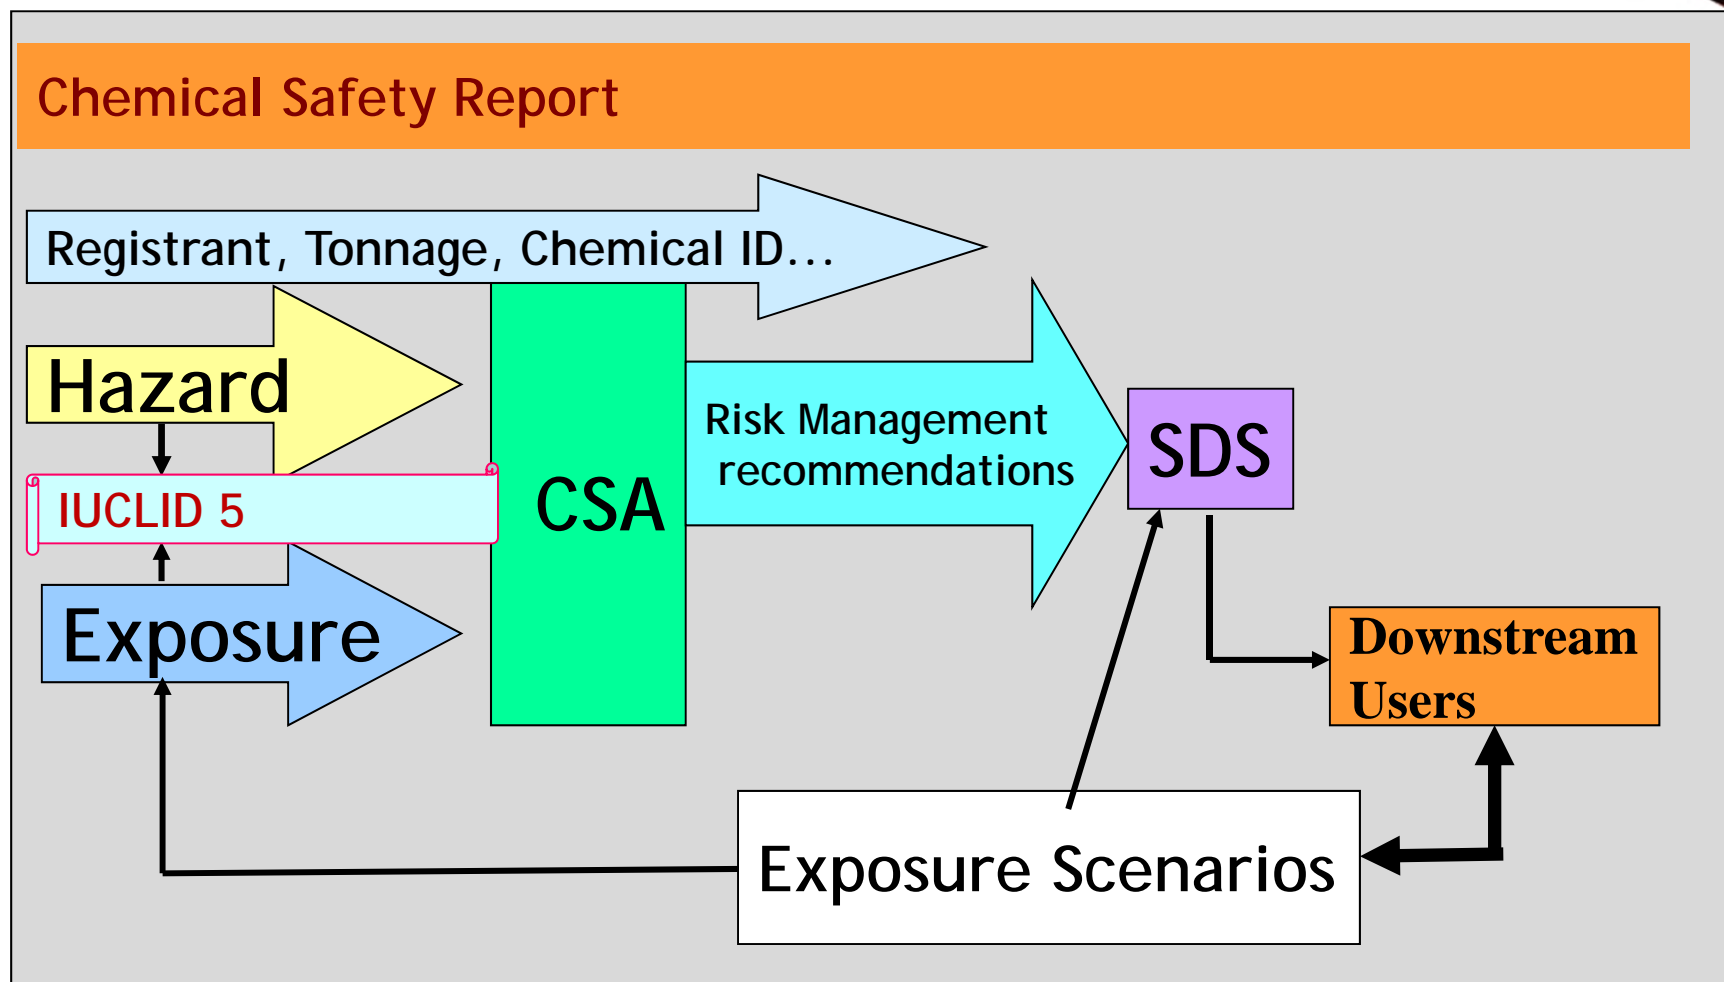 Chemical Safety Report
Registrant, Tonnage, Chemical ID...
Hazard
IUCLID 5
Exposure
CSA
Risk Management
recommendations
SDS
Downstream
Users
Exposure Scenarios